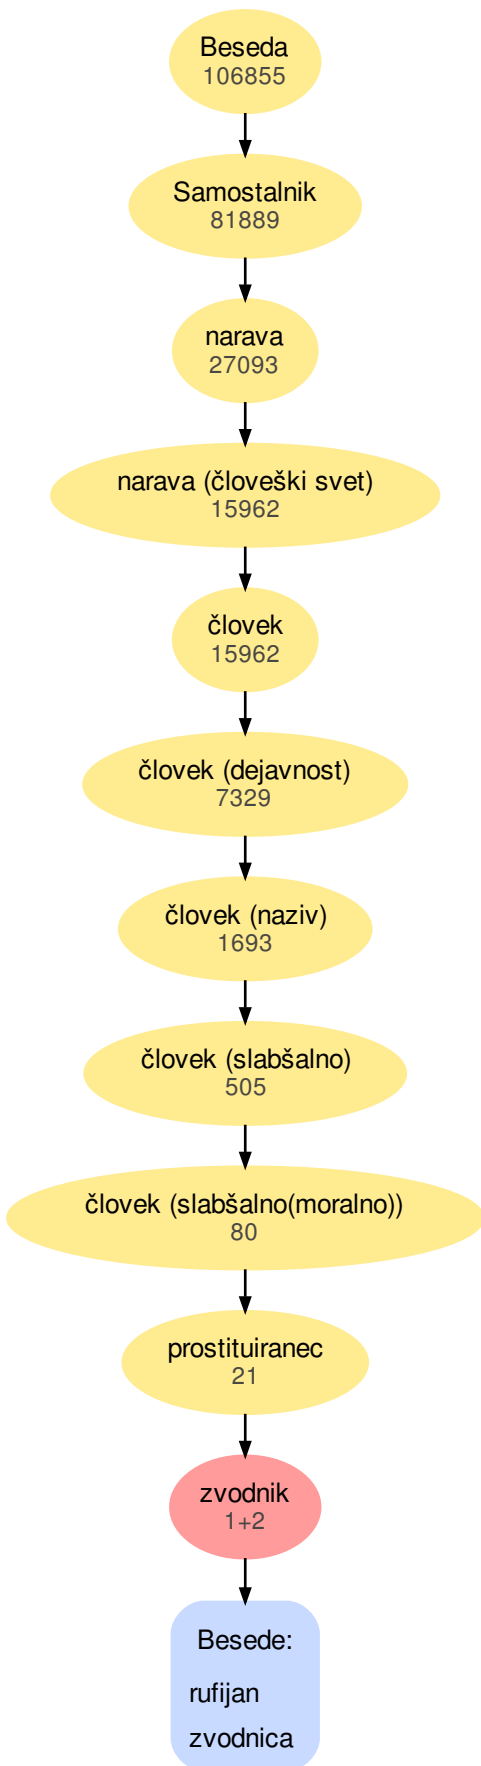 Beseda
106855
Samostalnik
81889
narava
27093
narava (človeški svet)
15962
človek
15962
človek (dejavnost)
7329
človek (naziv)
1693
človek (slabšalno)
505
človek (slabšalno(moralno))
80
prostituiranec
21
zvodnik
1+2
Besede:
rufijan
zvodnica